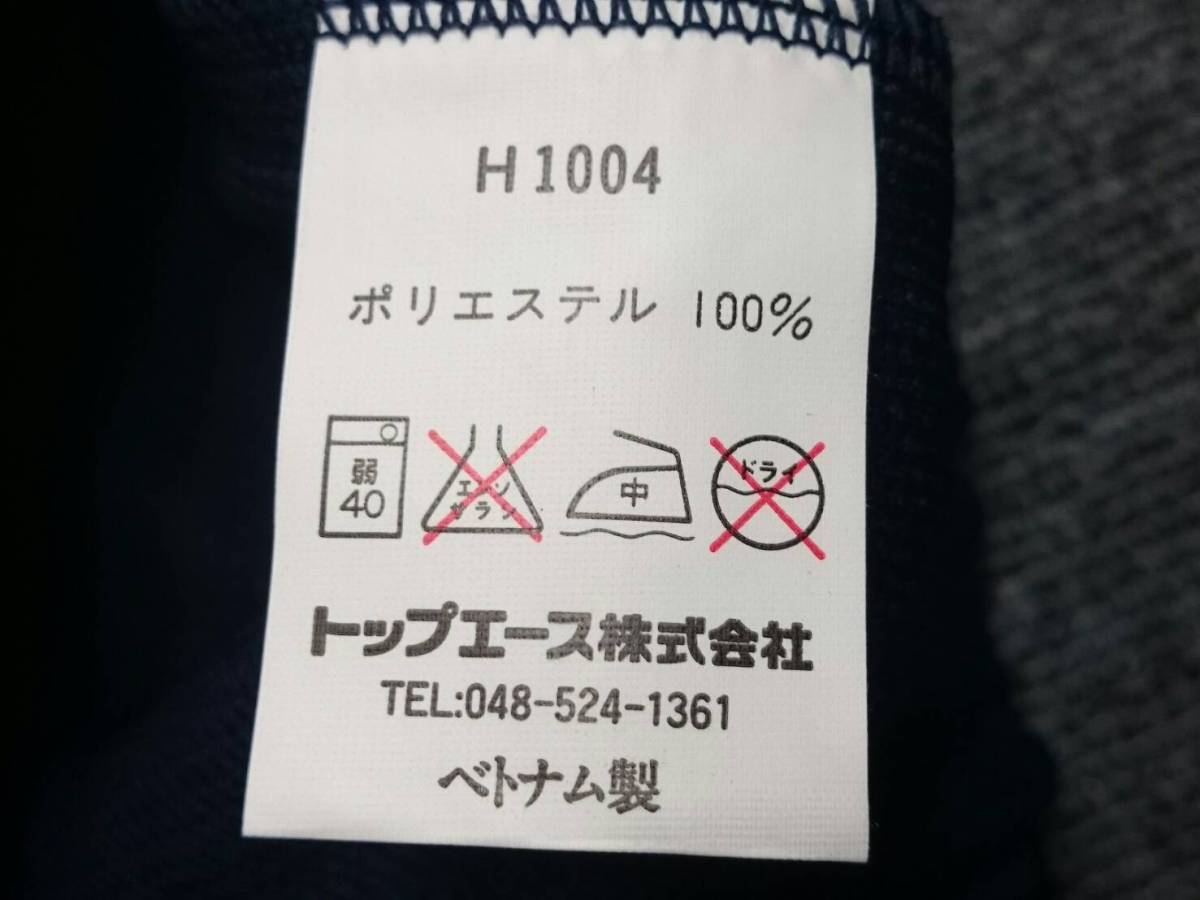 H1004
ポリエステル 100%
弱 40 エンソサラシ 中 ドライ
トップエース株式会社
TEL:048-524-1361
ベトナム製